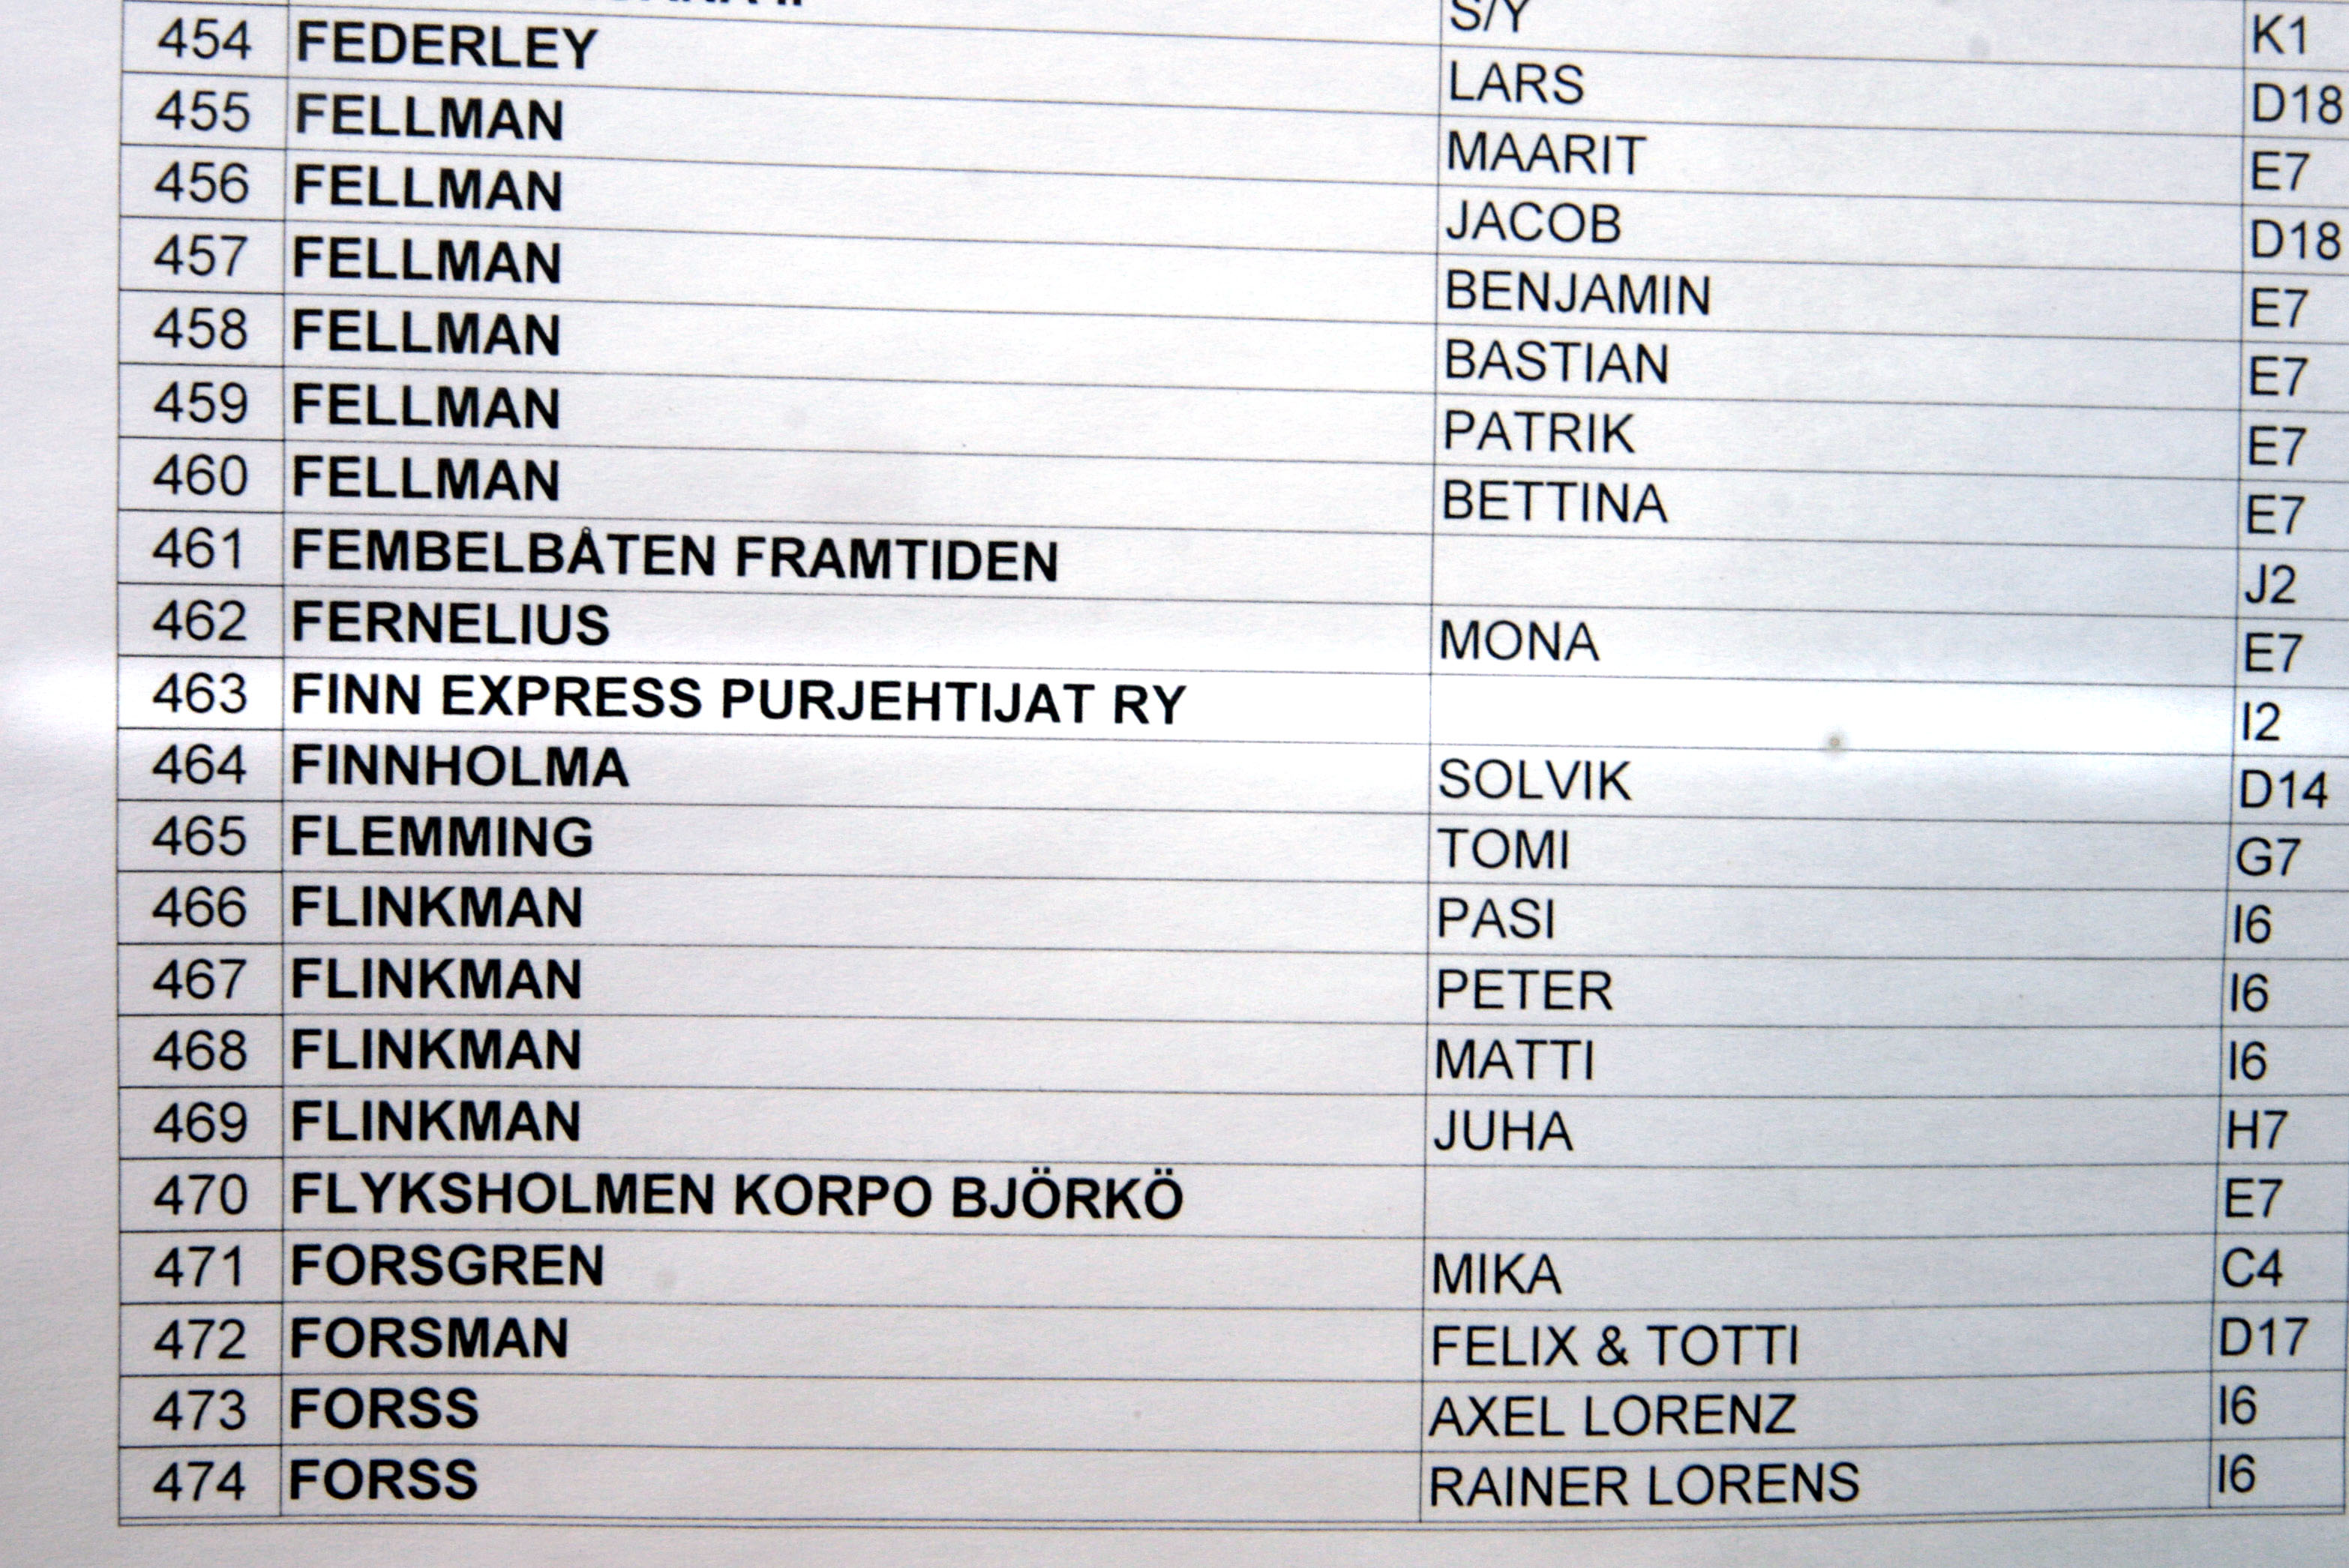 S/Y K1
454 FEDERLEY LARS D18
455 FELLMAN MAARIT E7
456 FELLMAN JACOB D18
457 FELLMAN BENJAMIN E7
458 FELLMAN BASTIAN E7
459 FELLMAN PATRIK E7
460 FELLMAN BETTINA E7
461 FEMBELBÅTEN FRAMTIDEN J2
462 FERNELIUS MONA E7
463 FINN EXPRESS PURJEHTIJAT RY I2
464 FINNHOLMA SOLVIK D14
465 FLEMMING TOMI G7
466 FLINKMAN PASI I6
467 FLINKMAN PETER I6
468 FLINKMAN MATTI I6
469 FLINKMAN JUHA H7
470 FLYKSHOLMEN KORPO BJÖRKÖ E7
471 FORSGREN MIKA C4
472 FORSMAN FELIX & TOTTI D17
473 FORSS AXEL LORENZ I6
474 FORSS RAINER LORENS I6